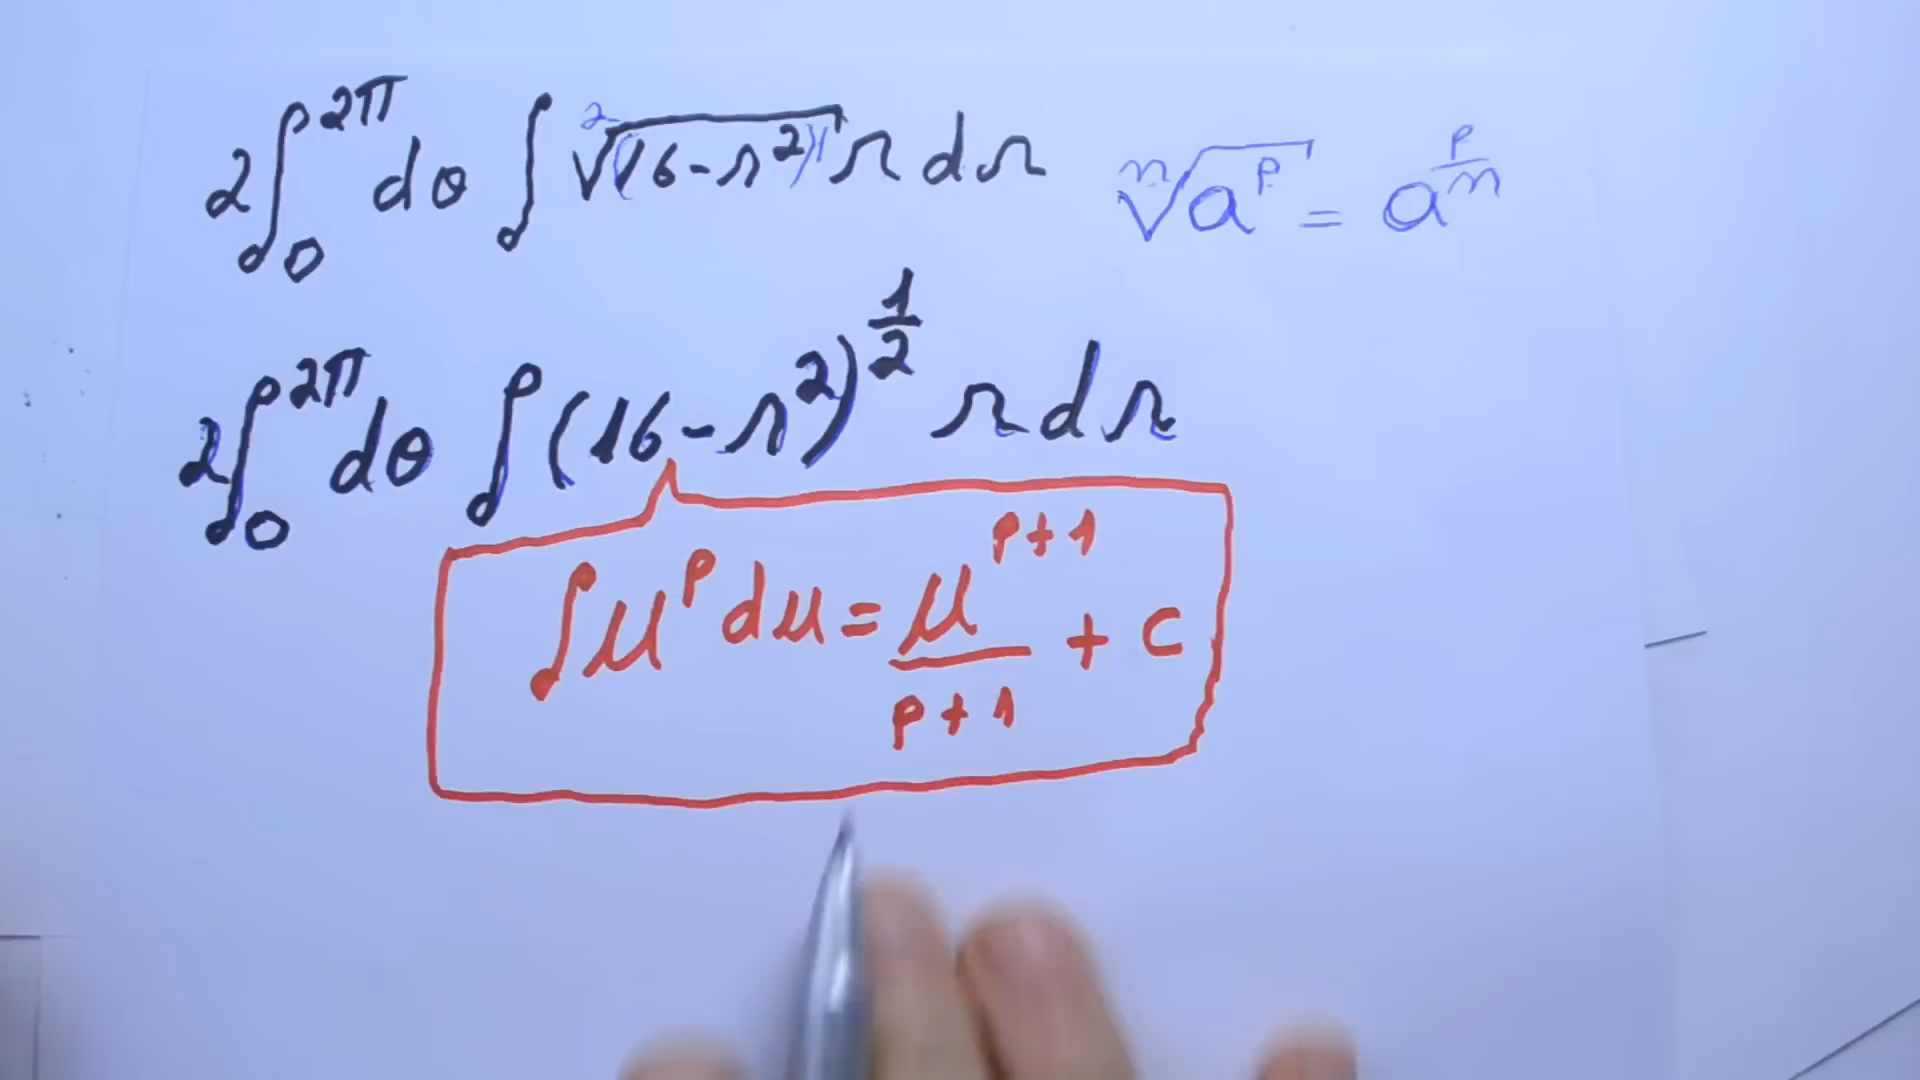 2∫₀^2π dθ ∫ ²√(16-r²)¹ r dr
ⁿ√a^p = a^(p/n)
2∫₀^2π dθ ∫ (16-r²)^(1/2) r dr
∫ μ^p dμ = μ^(p+1)/(p+1) + c